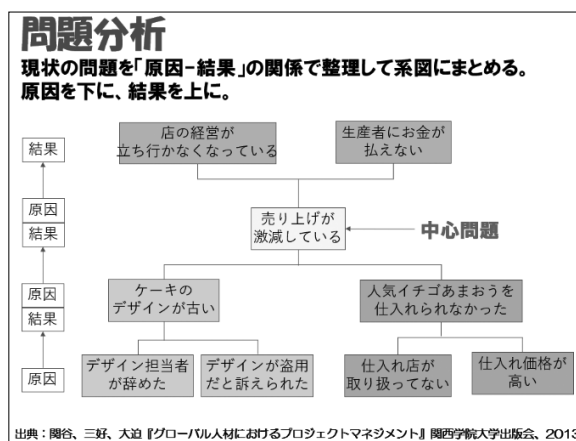 問題分析
現状の問題を「原因-結果」の関係で整理して系図にまとめる。
原因を下に、結果を上に。
結果
店の経営が
立ち行かなくなっている
生産者にお金が
払えない
原因
結果
売り上げが
激減している
中心問題
原因
結果
ケーキの
デザインが古い
人気イチゴあまおうを
仕入れられなかった
原因
デザイン担当者
が辞めた
デザインが盗用
だと訴えられた
仕入れ店が
取り扱ってない
仕入れ価格が
高い
出典：関谷、三好、大迫『グローバル人材におけるプロジェクトマネジメント』関西学院大学出版会、2013